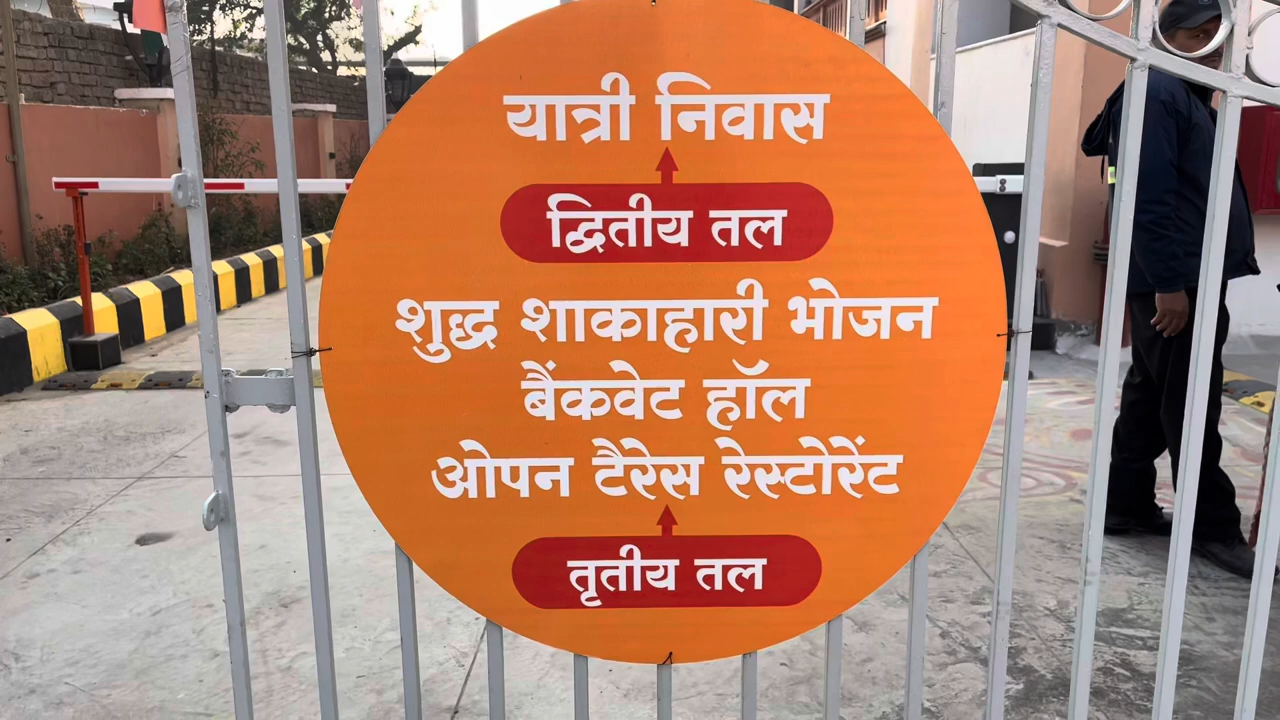 यात्री निवास
द्वितीय तल
शुद्ध शाकाहारी भोजन
बैंकवेट हॉल
ओपन टैरेस रेस्टोरेंट
तृतीय तल